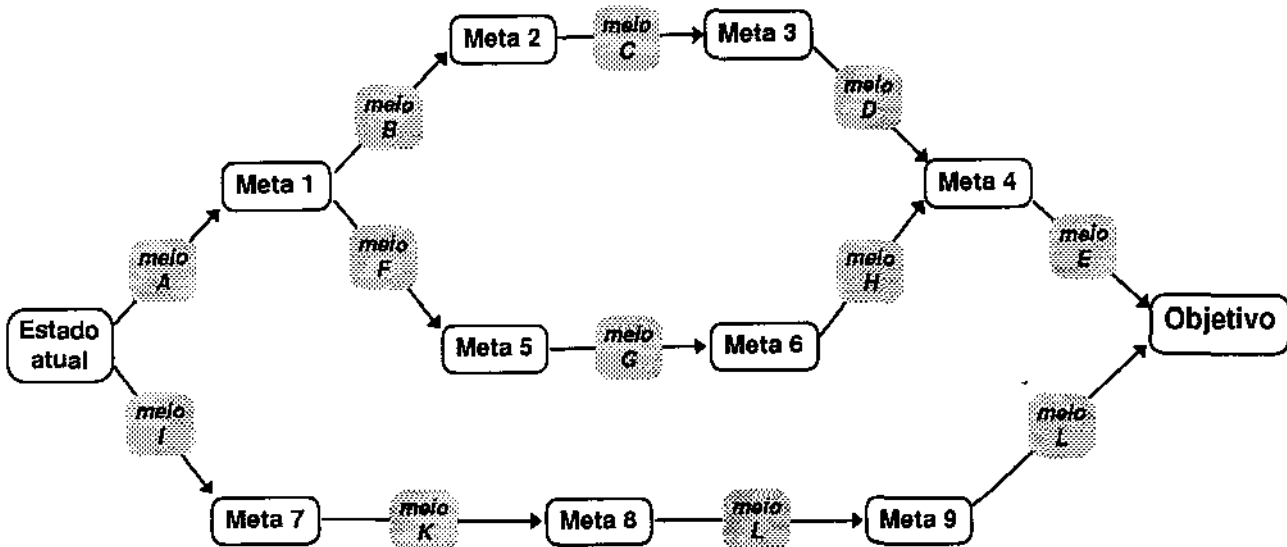 Meta 2
meio
C
Meta 3
meio
B
meio
D
Meta 1
Meta 4
meio
A
meio
F
meio
H
meio
E
Estado
atual
Meta 5
meio
G
Meta 6
Objetivo
meio
I
meio
L
Meta 7
meio
K
Meta 8
meio
L
Meta 9